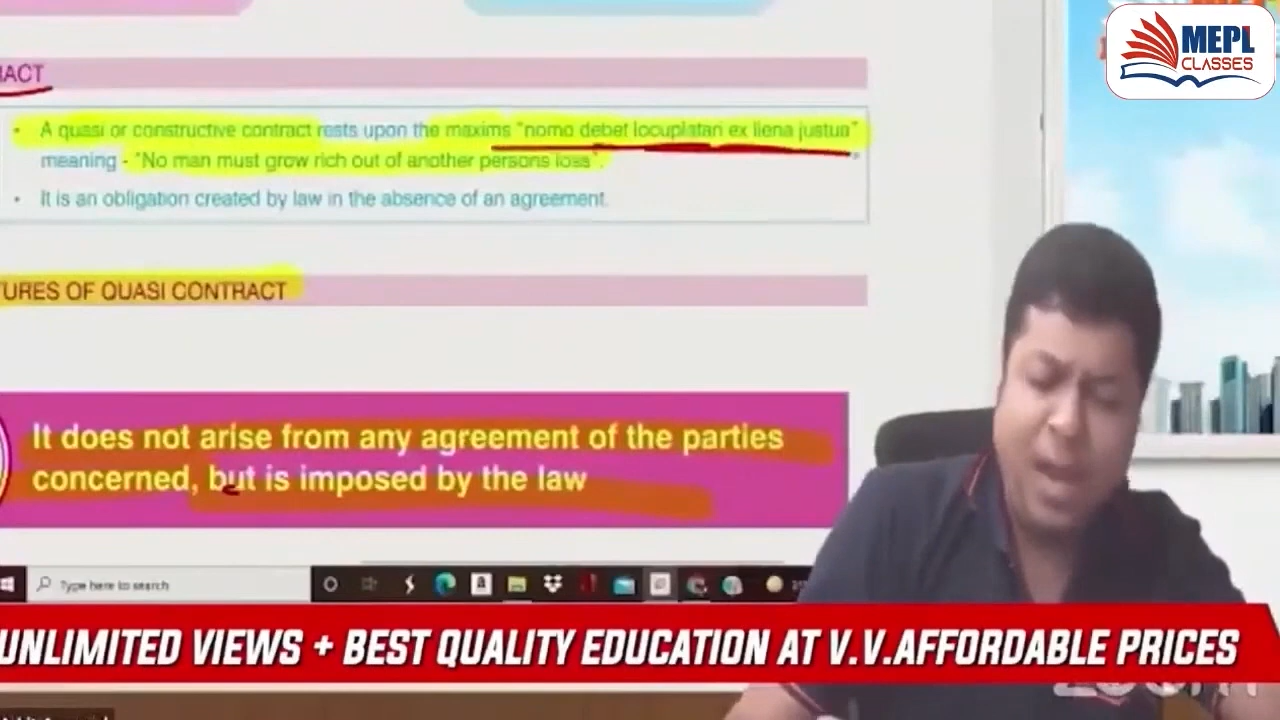 MEPL
CLASSES
ACT
• A quasi or constructive contract rests upon the maxims "nomo debet locuplatari ex liena justua"
meaning - "No man must grow rich out of another persons loss".
• It is an obligation created by law in the absence of an agreement.
TURES OF QUASI CONTRACT
It does not arise from any agreement of the parties
concerned, but is imposed by the law
Type here to search
UNLIMITED VIEWS + BEST QUALITY EDUCATION AT V.V.AFFORDABLE PRICES